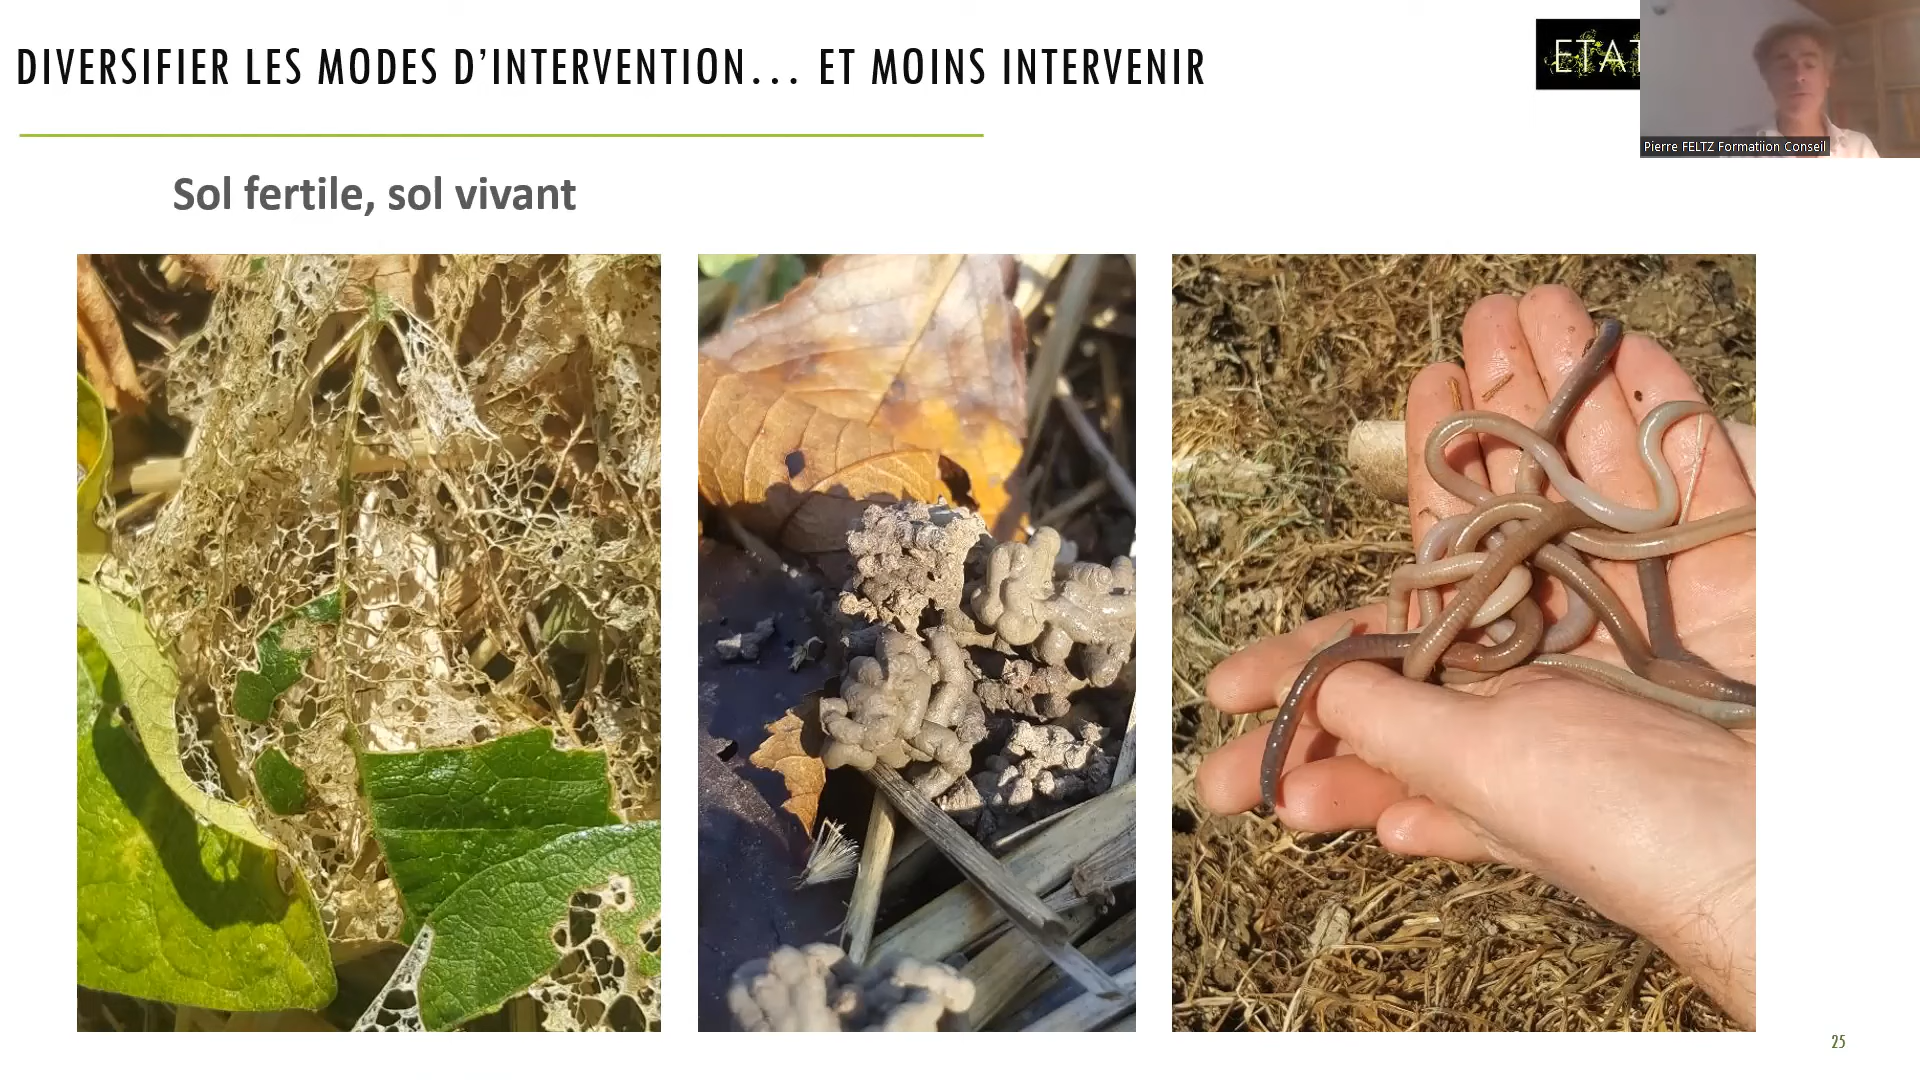 DIVERSIFIER LES MODES D’INTERVENTION... ET MOINS INTERVENIR
ETAT
Pierre FELTZ Formatiion Conseil
Sol fertile, sol vivant
25